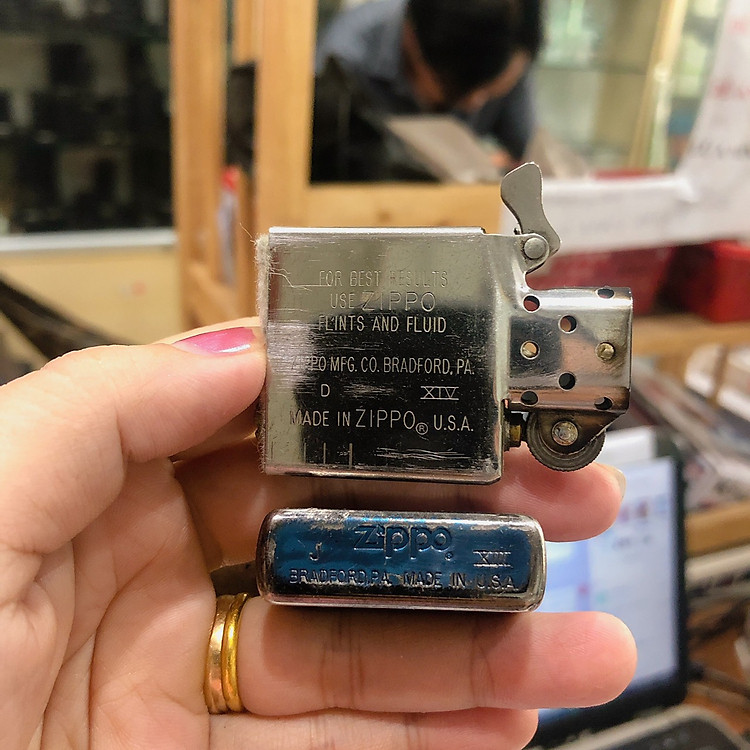 FOR BEST RESULTS
USE ZIPPO
FLINTS AND FLUID
ZIPPO MFG. CO. BRADFORD, PA.
D XIV
MADE IN ZIPPO® U.S.A.
J Zippo® XIII
BRADFORD, PA. MADE IN U.S.A.